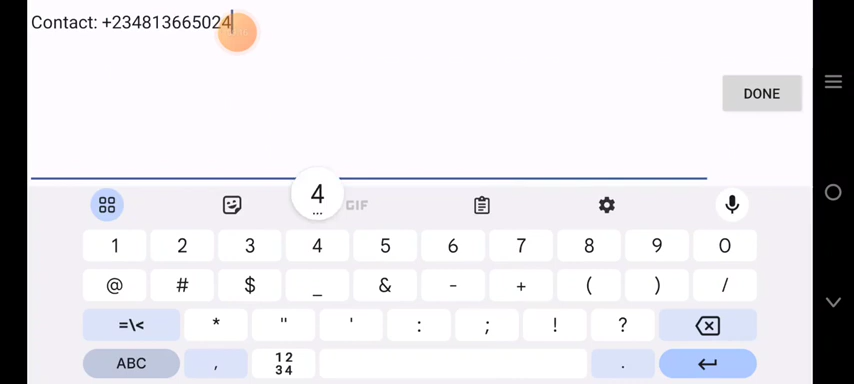 Contact: +234813665024
DONE
4
...
GIF
1 2 3 4 5 6 7 8 9 0
@ # $ _ & - + ( ) /
=\< * " ' : ; ! ?
ABC , 12 34 .